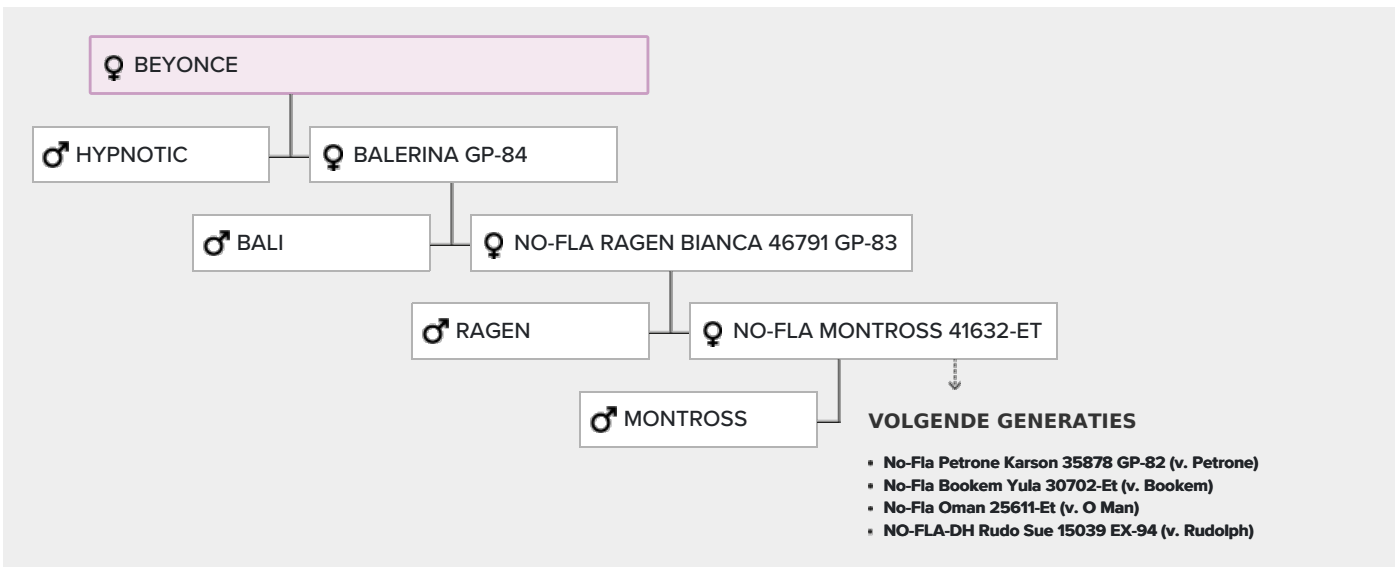 BEYONCE
HYPNOTIC
BALERINA GP-84
BALI
NO-FLA RAGEN BIANCA 46791 GP-83
RAGEN
NO-FLA MONTROSS 41632-ET
MONTROSS
VOLGENDE GENERATIES
No-Fla Petrone Karson 35878 GP-82 (v. Petrone)
No-Fla Bookem Yula 30702-Et (v. Bookem)
No-Fla Oman 25611-Et (v. O Man)
NO-FLA-DH Rudo Sue 15039 EX-94 (v. Rudolph)